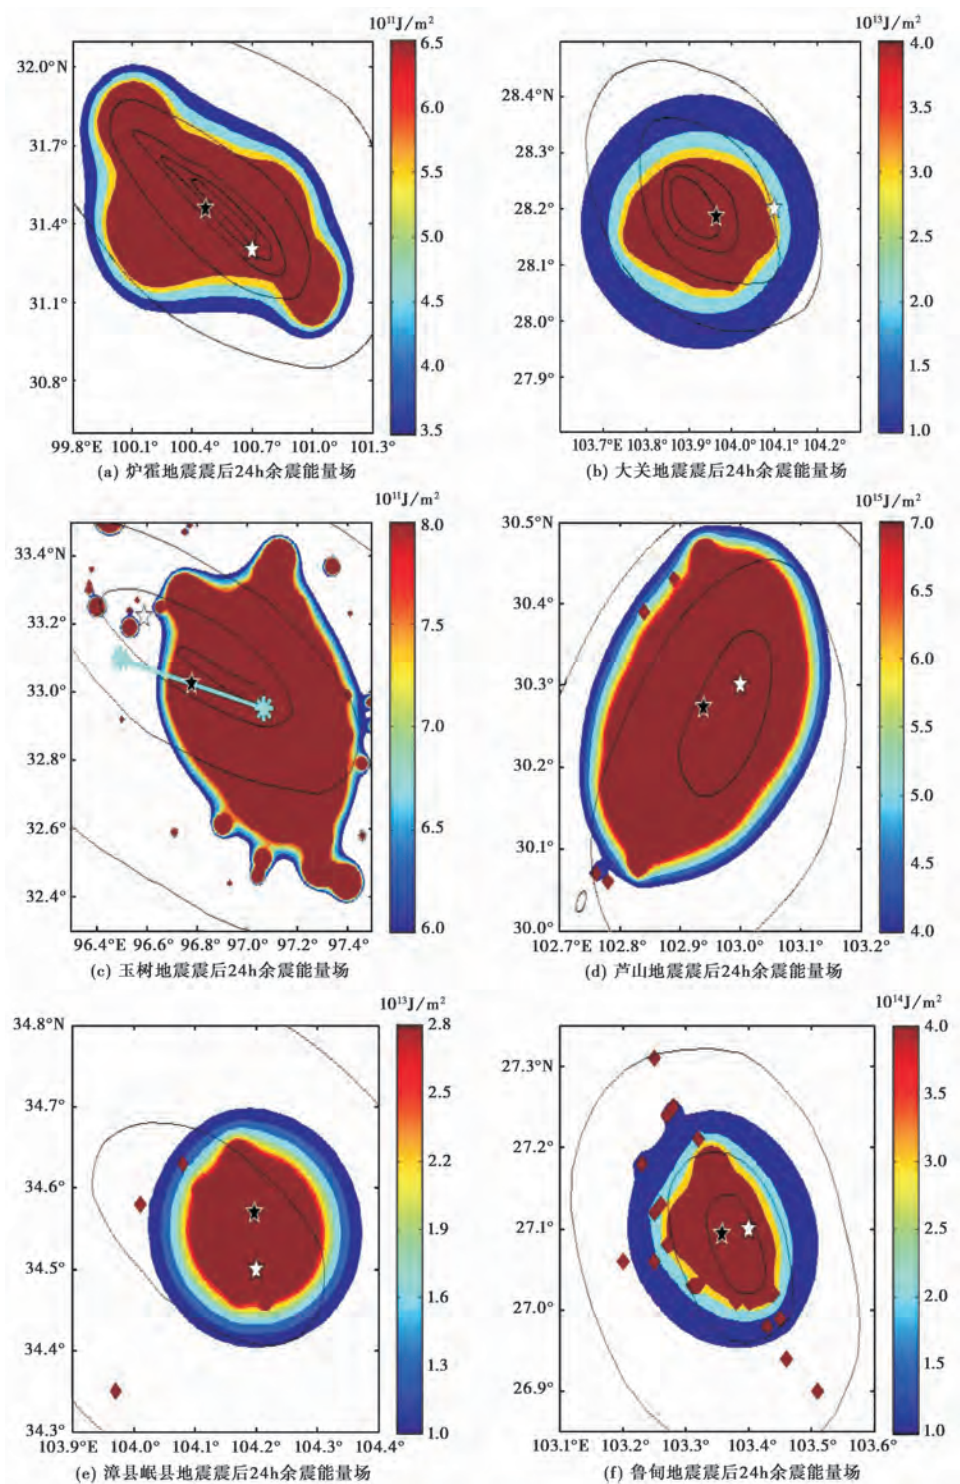 10¹¹J/m²
32.0°N
31.7°
31.4°
31.1°
30.8°
99.8°E 100.1° 100.4° 100.7° 101.0° 101.3°
6.5
6.0
5.5
5.0
4.5
4.0
3.5
(a) 炉霍地震震后24h余震能量场
10¹³J/m²
28.4°N
28.3°
28.2°
28.1°
28.0°
27.9°
103.7°E 103.8° 103.9° 104.0° 104.1° 104.2°
4.0
3.0
2.5
2.0
1.5
1.0
(b) 大关地震震后24h余震能量场
10¹¹J/m²
33.4°N
33.2°
33.0°
32.8°
32.6°
32.4°
96.4°E 96.6° 96.8° 97.0° 97.2° 97.4°
8.0
7.5
7.0
6.5
6.0
(c) 玉树地震震后24h余震能量场
10¹⁵J/m²
30.5°N
30.4°
30.3°
30.2°
30.1°
30.0°
102.7°E 102.8° 102.9° 103.0° 103.1° 103.2°
7.0
6.5
6.0
5.5
5.0
4.5
4.0
(d) 芦山地震震后24h余震能量场
10¹³J/m²
34.8°N
34.7°
34.6°
34.5°
34.4°
34.3°
103.9°E 104.0° 104.1° 104.2° 104.3° 104.4°
2.8
2.2
1.9
1.6
1.3
1.0
(e) 漳县岷县地震震后24h余震能量场
10¹⁴J/m²
27.3°N
27.2°
27.1°
27.0°
26.9°
103.1°E 103.2° 103.3° 103.4° 103.5° 103.6°
4.0
3.0
2.5
2.0
1.5
1.0
(f) 鲁甸地震震后24h余震能量场